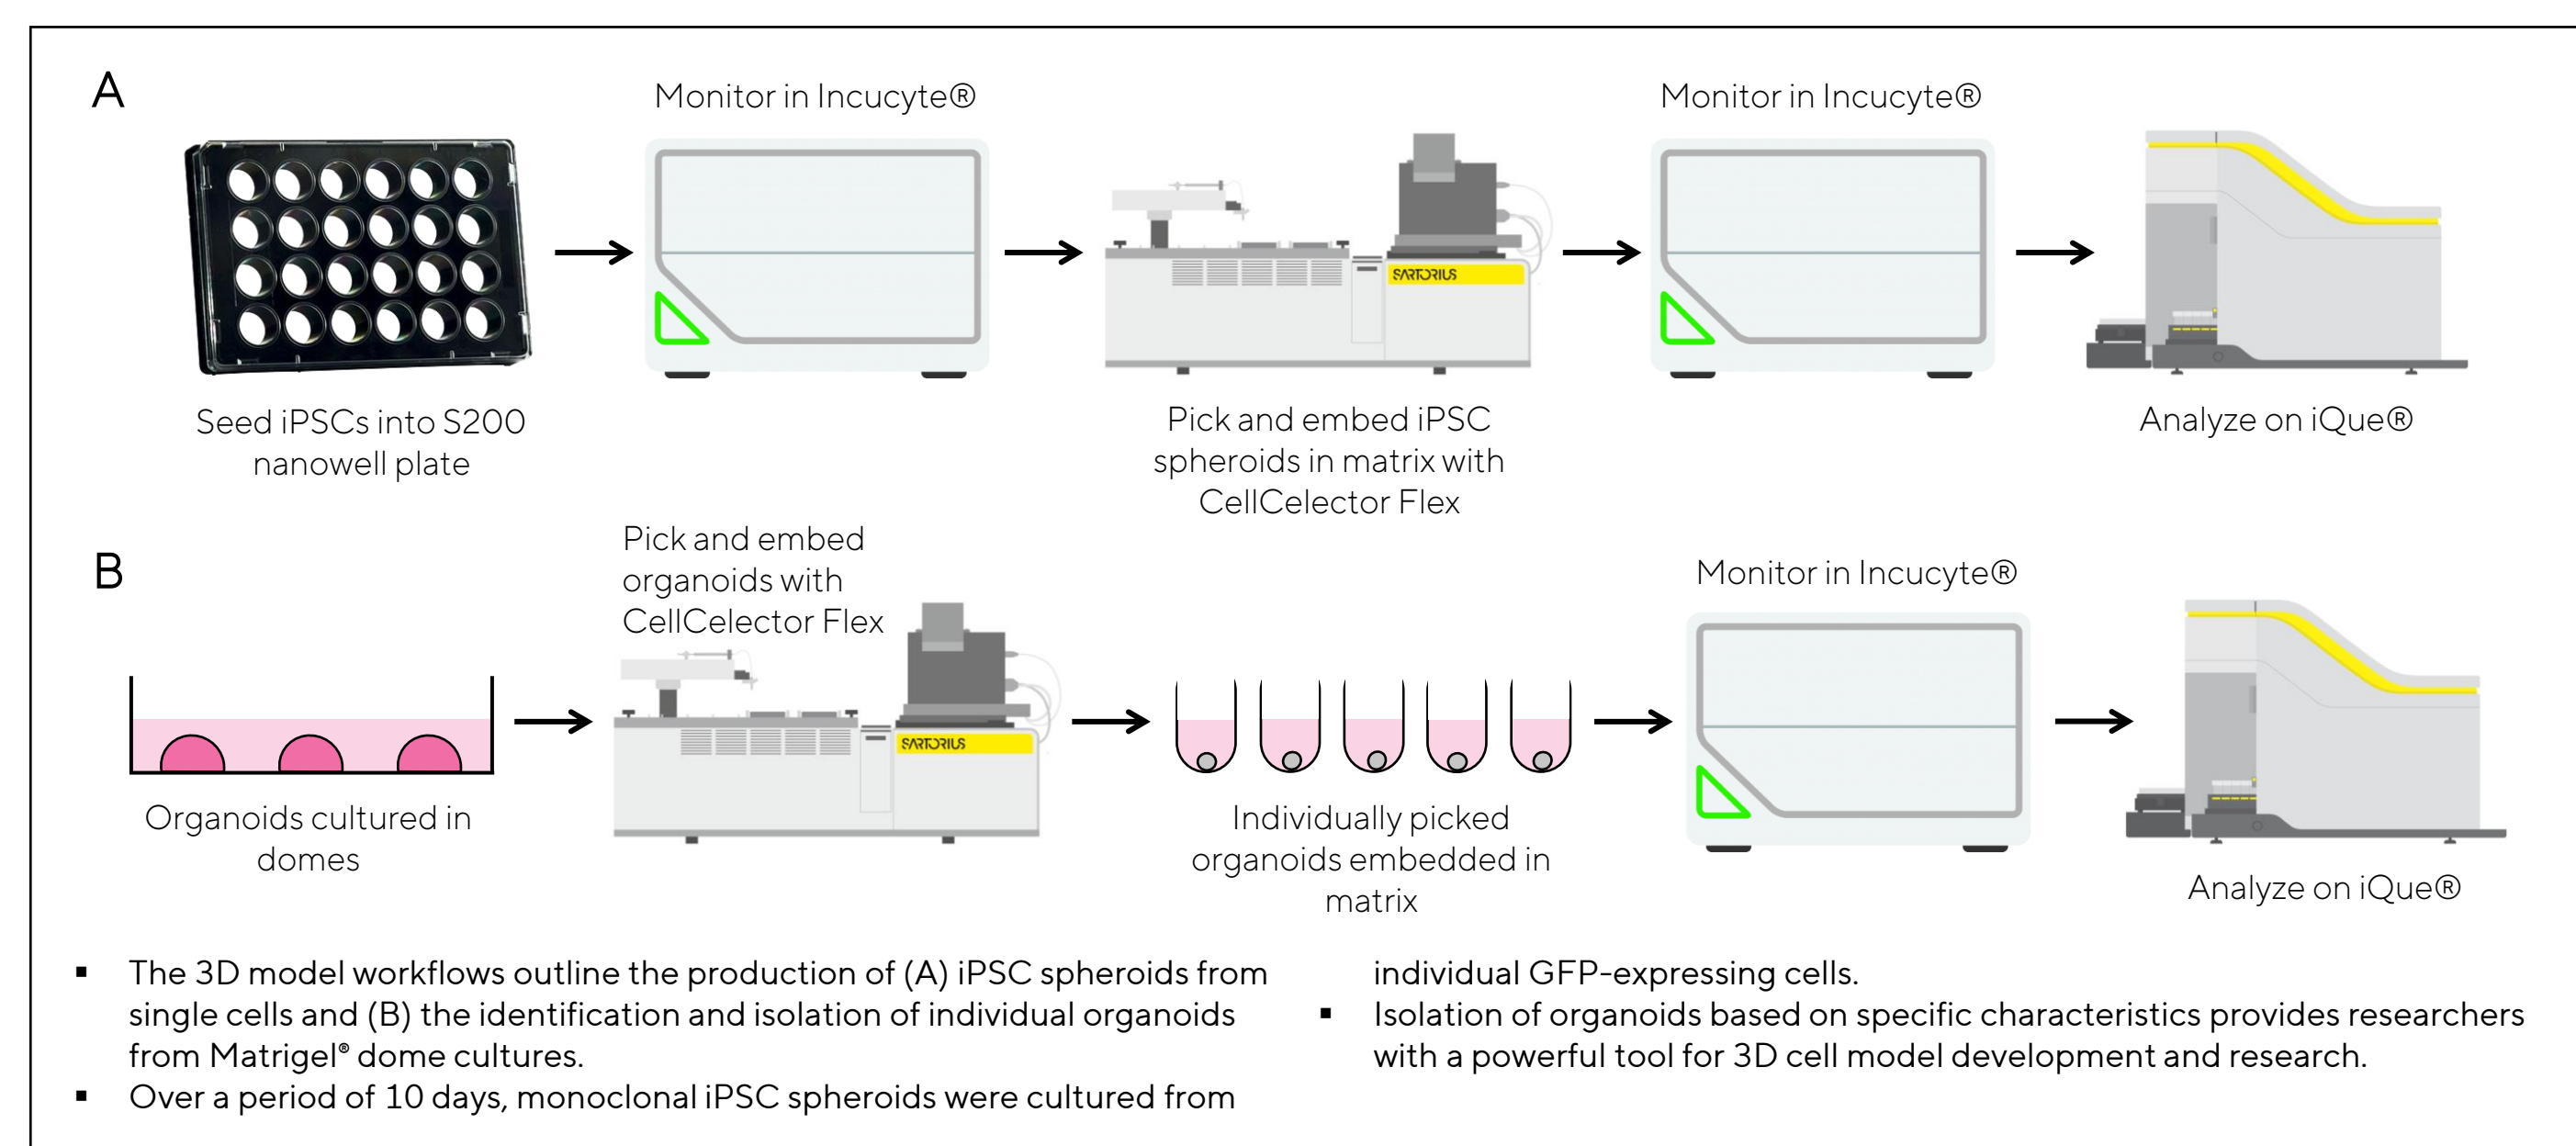 A
Monitor in Incucyte®
Monitor in Incucyte®
SARTORIUS
Seed iPSCs into S200
nanowell plate
Pick and embed iPSC
spheroids in matrix with
CellCelector Flex
Analyze on iQue®
B
Pick and embed
organoids with
CellCelector Flex
Monitor in Incucyte®
SARTORIUS
Organoids cultured in
domes
Individually picked
organoids embedded in
matrix
Analyze on iQue®
▪ The 3D model workflows outline the production of (A) iPSC spheroids from
single cells and (B) the identification and isolation of individual organoids
from Matrigel® dome cultures.
▪ Over a period of 10 days, monoclonal iPSC spheroids were cultured from
individual GFP-expressing cells.
▪ Isolation of organoids based on specific characteristics provides researchers
with a powerful tool for 3D cell model development and research.